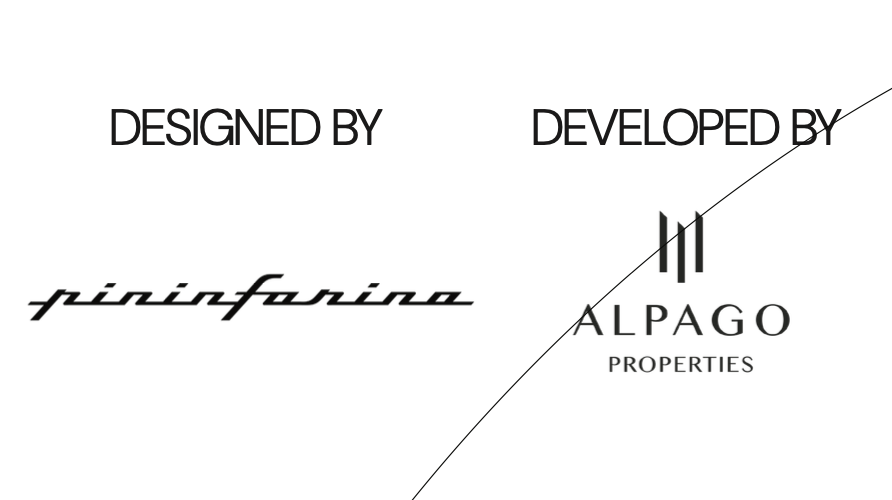 DESIGNED BY
pininfarina
DEVELOPED BY
ALPAGO
PROPERTIES